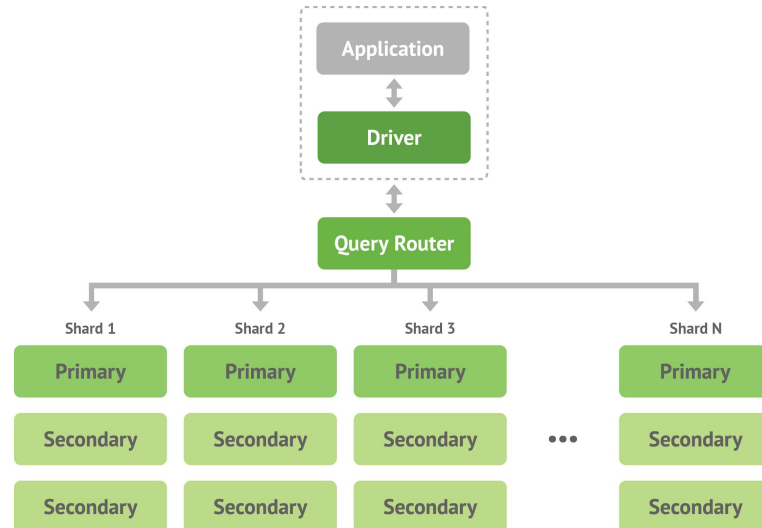 Application
Driver
Query Router
Shard 1 Shard 2 Shard 3 Shard N
Primary Primary Primary Primary
Secondary Secondary Secondary ••• Secondary
Secondary Secondary Secondary Secondary